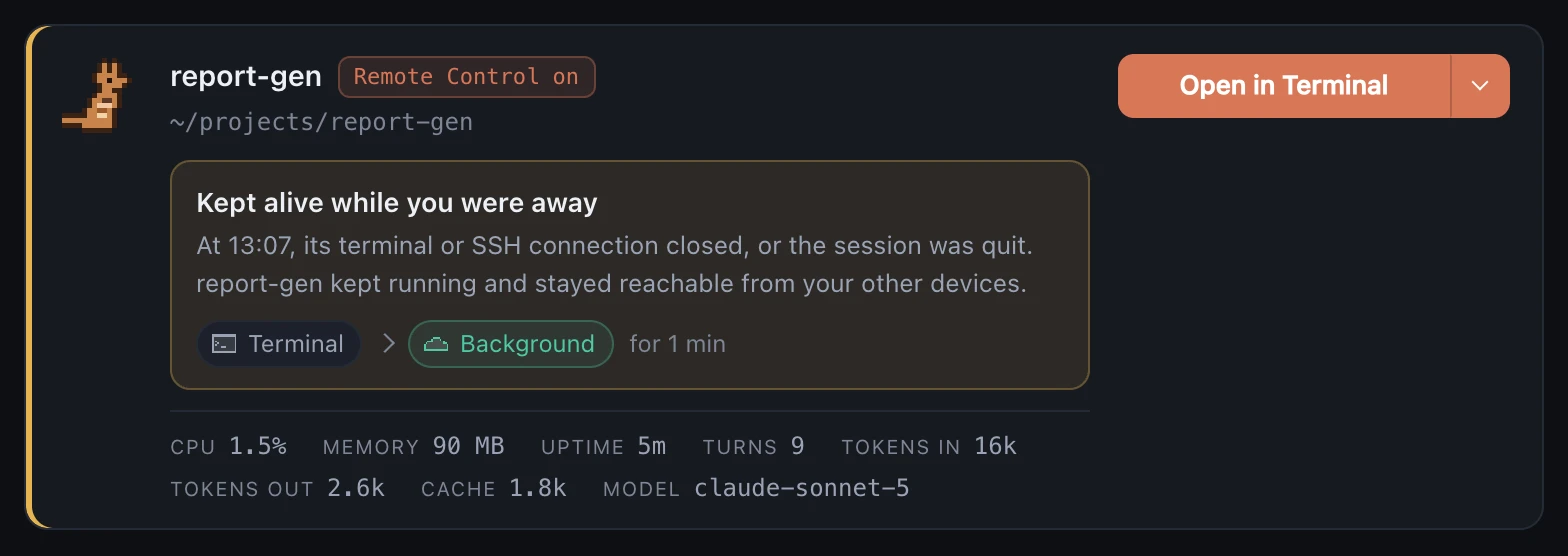 report-gen Remote Control on
Open in Terminal
~/projects/report-gen
Kept alive while you were away
At 13:07, its terminal or SSH connection closed, or the session was quit.
report-gen kept running and stayed reachable from your other devices.
Terminal > Background for 1 min
CPU 1.5% MEMORY 90 MB UPTIME 5m TURNS 9 TOKENS IN 16k
TOKENS OUT 2.6k CACHE 1.8k MODEL claude-sonnet-5